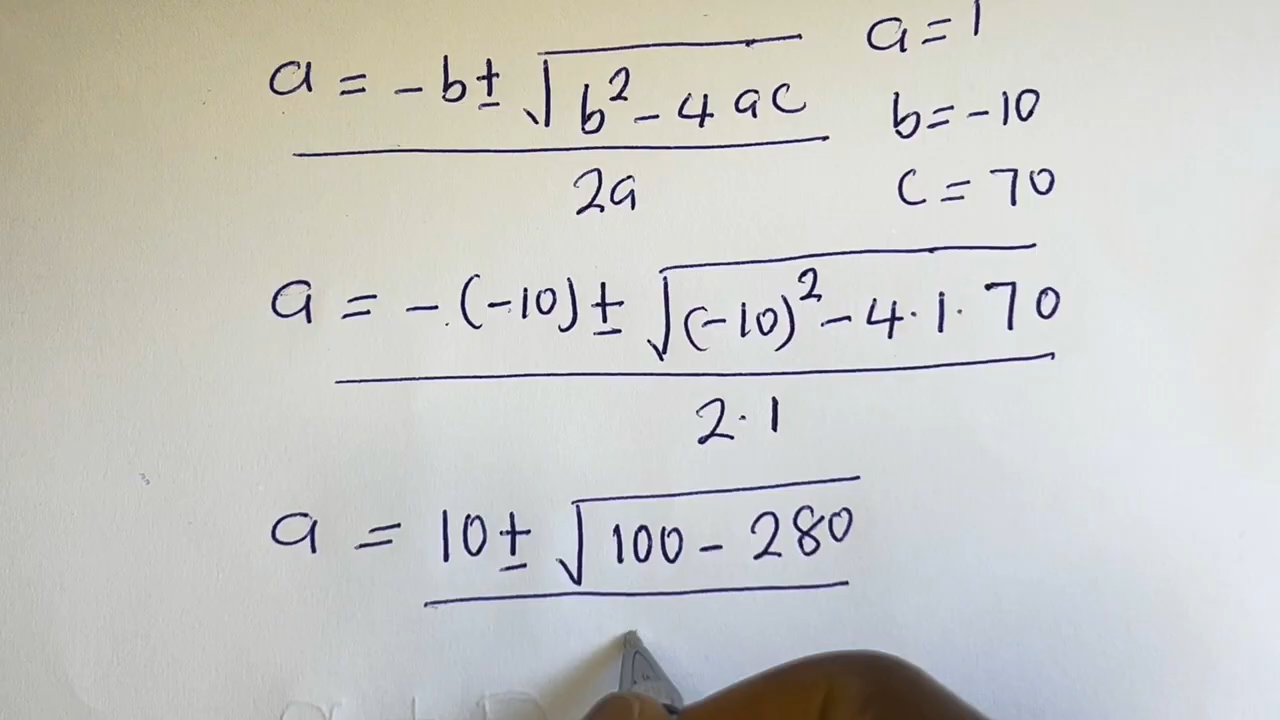 a = -b ± √b² - 4ac
2a
a = 1
b = -10
c = 70
a = -(-10) ± √(-10)² - 4·1·70
2·1
a = 10 ± √100 - 280